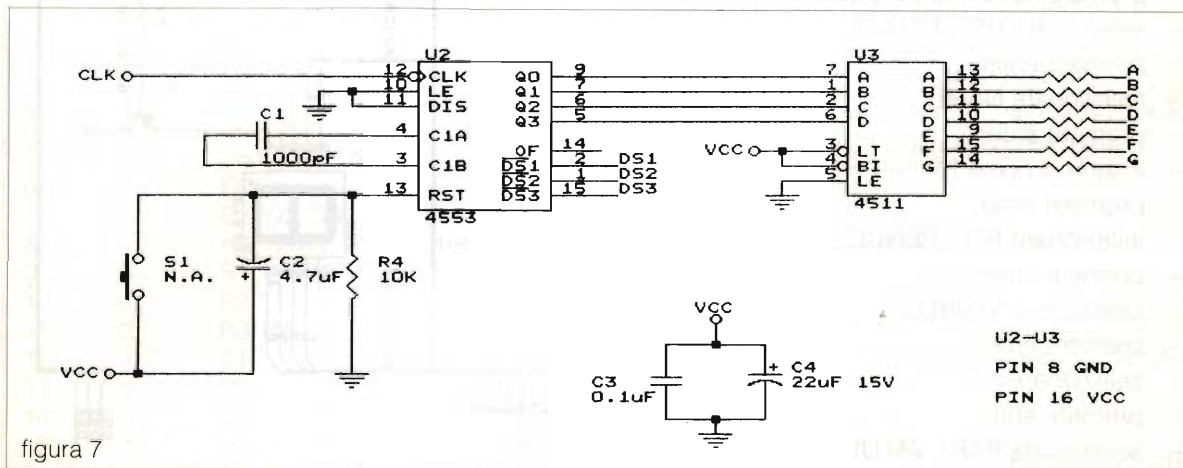 U2
CLK
12
CLK
Q0
9
10
LE
Q1
7
11
DIS
Q2
6
Q3
5
C1
1000pF
4
C1A
3
C1B
OF
14
DS1
2
DS1
DS2
1
DS2
DS3
15
DS3
13
RST
4553
U3
7
A
A
13
A
1
B
B
12
B
2
C
C
11
C
6
D
D
10
D
E
9
E
VCC
3
LT
F
15
F
4
BI
G
14
G
5
LE
4511
S1
N.A.
C2
4.7uF
+
R4
10K
VCC
VCC
C3
0.1uF
+
C4
22uF 15V
U2-U3
PIN 8 GND
PIN 16 VCC
figura 7